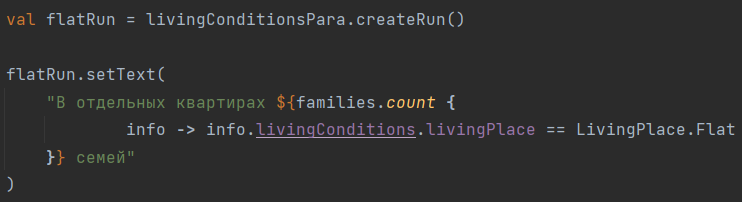 val flatRun = livingConditionsPara.createRun()
flatRun.setText(
"В отдельных квартирах ${families.count {
info -> info.livingConditions.livingPlace == LivingPlace.Flat
}} семей"
)